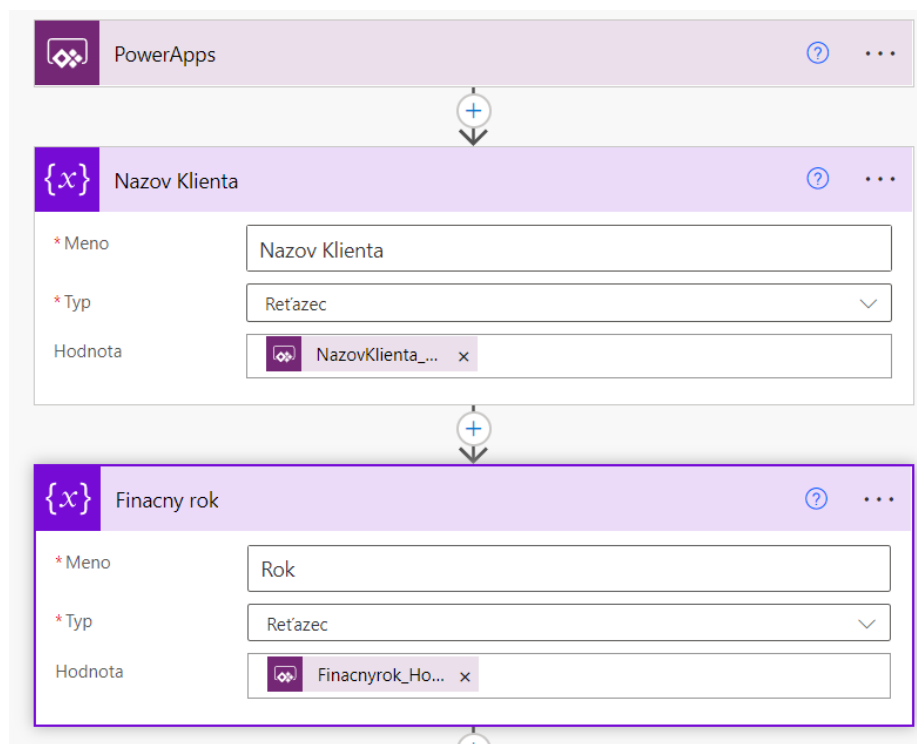 PowerApps
{x} Nazov Klienta
* Meno Nazov Klienta
* Typ Reťazec
Hodnota NazovKlienta_... ×
{x} Finacny rok
* Meno Rok
* Typ Reťazec
Hodnota Finacnyrok_Ho... ×